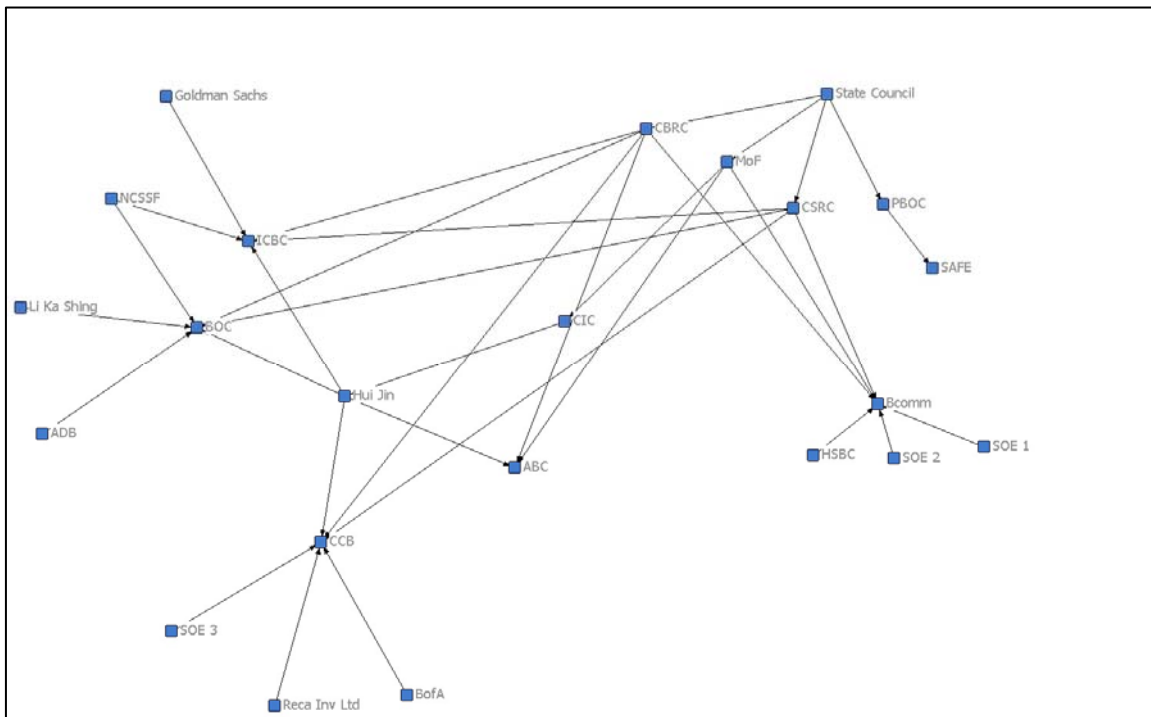 State Council
Goldman Sachs
CBRC
MoF
NCSSF
PBOC
CSRC
ICBC
SAFE
Li Ka Shing
CIC
BOC
Hui Jin
Bcomm
ADB
SOE 1
HSBC
SOE 2
ABC
CCB
SOE 3
BofA
Reca Inv Ltd